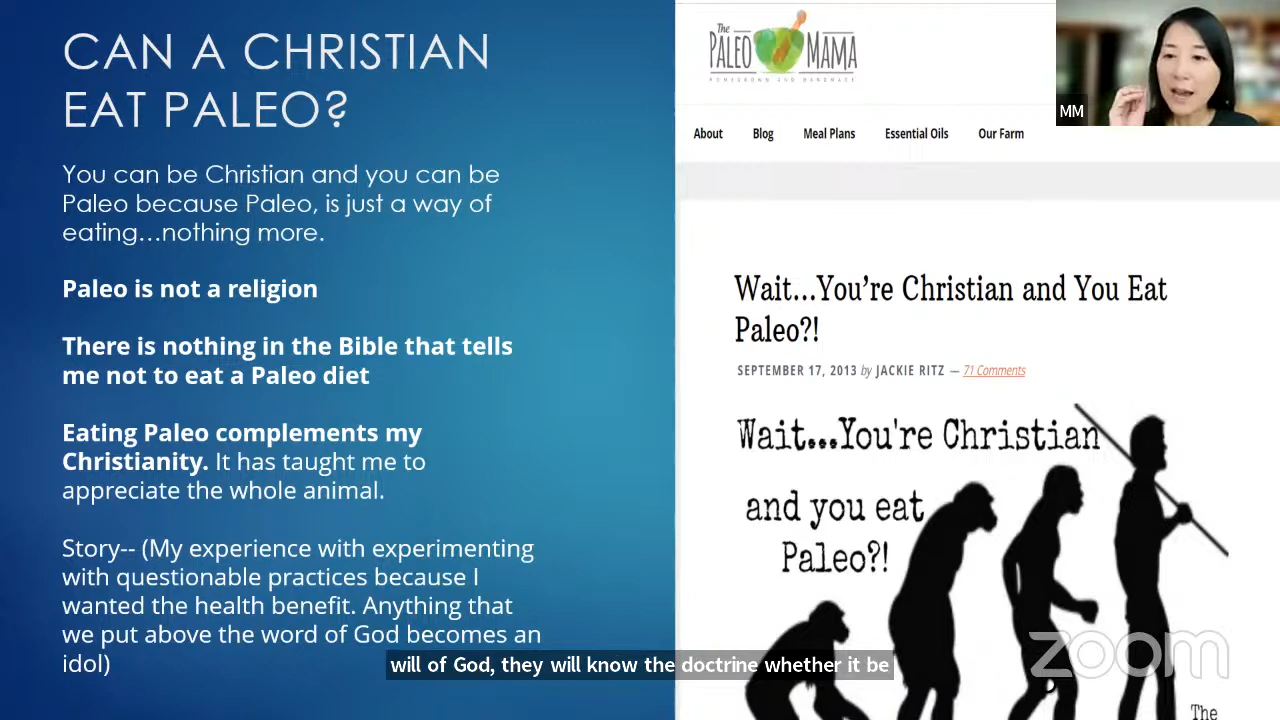 CAN A CHRISTIAN
EAT PALEO?
You can be Christian and you can be
Paleo because Paleo, is just a way of
eating…nothing more.
Paleo is not a religion
There is nothing in the Bible that tells
me not to eat a Paleo diet
Eating Paleo complements my
Christianity. It has taught me to
appreciate the whole animal.
Story-- (My experience with experimenting
with questionable practices because I
wanted the health benefit. Anything that
we put above the word of God becomes an
idol)
The
PALEO MAMA
HOMEGROWN AND HANDMADE
About Blog Meal Plans Essential Oils Our Farm
Wait...You're Christian and You Eat
Paleo?!
SEPTEMBER 17, 2013 by JACKIE RITZ — 71 Comments
Wait...You're Christian
and you eat
Paleo?!
The
MM
zoom
will of God, they will know the doctrine whether it be